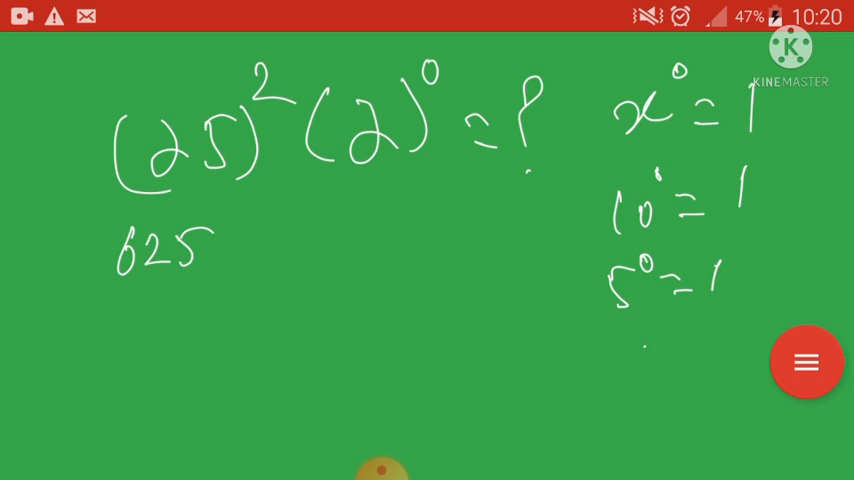 47% 10:20
K
KINEMASTER
(25)² (2)⁰ = ?
625
x⁰ = 1
10⁰ = 1
5⁰ = 1